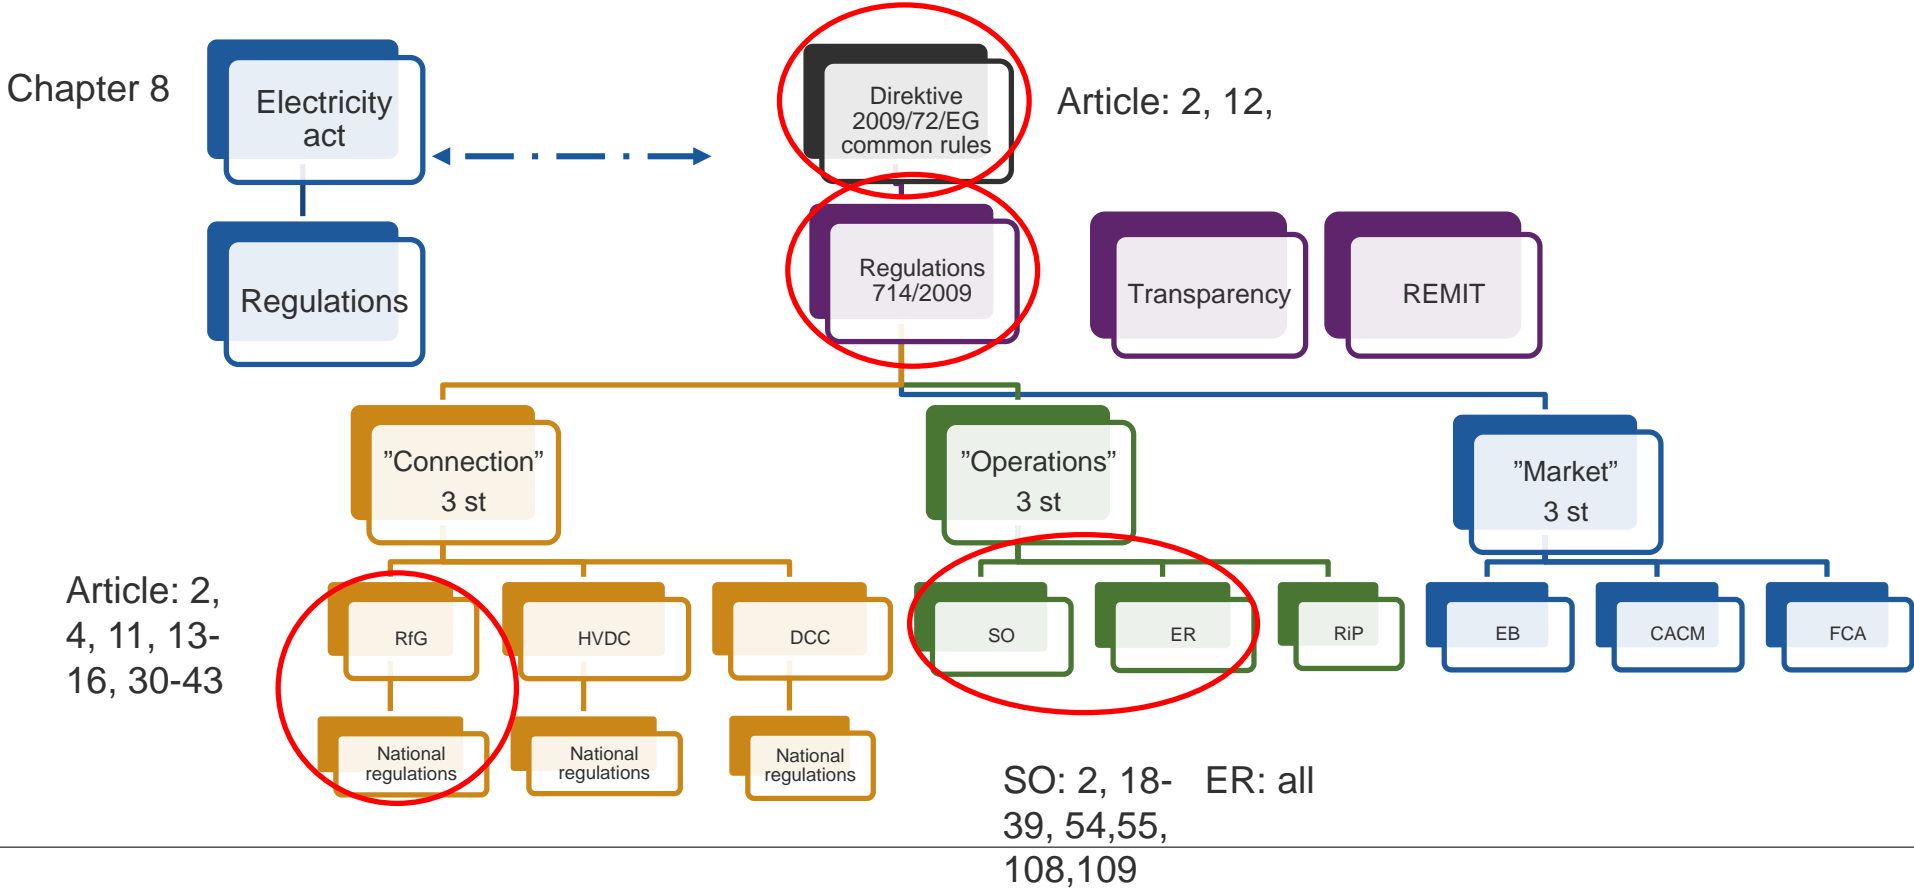 Chapter 8
Electricity
act
Direktive
2009/72/EG
common rules
Article: 2, 12,
Regulations
Regulations
714/2009
Transparency
REMIT
”Connection”
3 st
”Operations”
3 st
”Market”
3 st
Article: 2,
4, 11, 13-
16, 30-43
RfG
HVDC
DCC
SO
ER
RiP
EB
CACM
FCA
National
regulations
National
regulations
National
regulations
SO: 2, 18-
39, 54,55,
108,109
ER: all